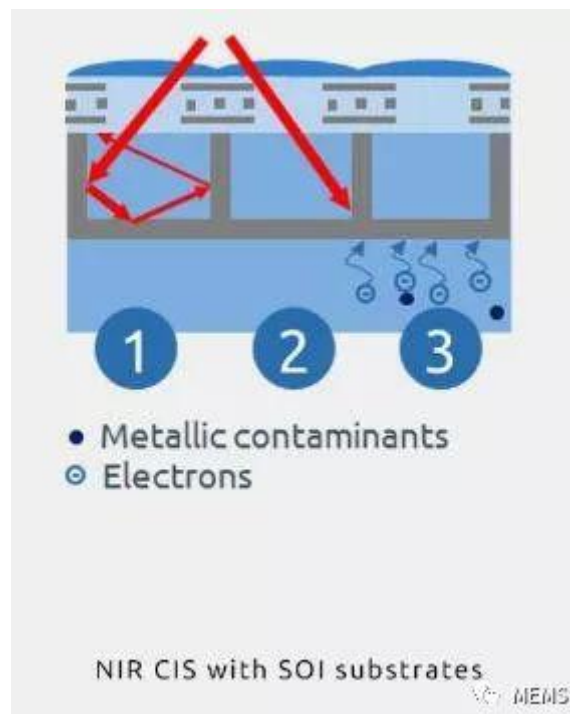 1 2 3
Metallic contaminants
Electrons
NIR CIS with SOI substrates
MEMS